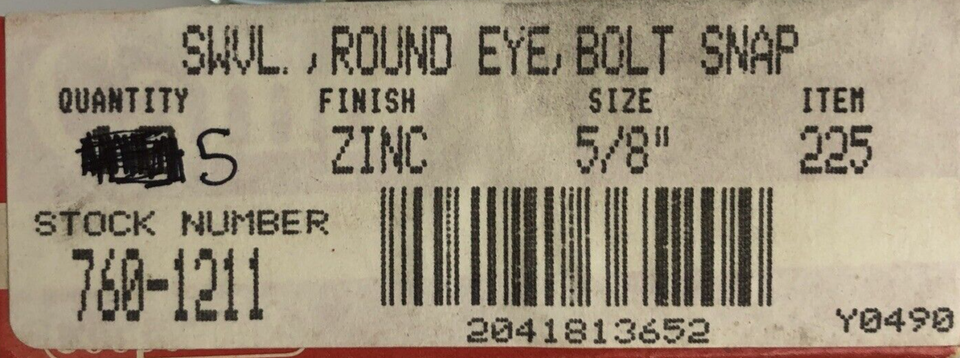 SWVL., ROUND EYE, BOLT SNAP
QUANTITY FINISH SIZE ITEM
5 ZINC 5/8" 225
STOCK NUMBER
760-1211
2041813652
Y0490